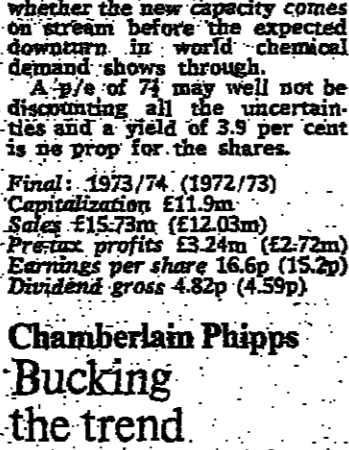 whether the new capacity comes
on stream before the expected
downturn in world chemical
demand shows through.
A p/e of 7½ may well not be
discounting all the uncertain-
ties and a yield of 3.9 per cent
is no prop for the shares.
Final: 1973/74 (1972/73)
Capitalization £11.9m
Sales £15.73m (£12.03m)
Pre-tax profits £3.24m (£2.72m)
Earnings per share 16.6p (15.2p)
Dividend gross 4.82p (4.59p)
Chamberlain Phipps
Bucking
the trend